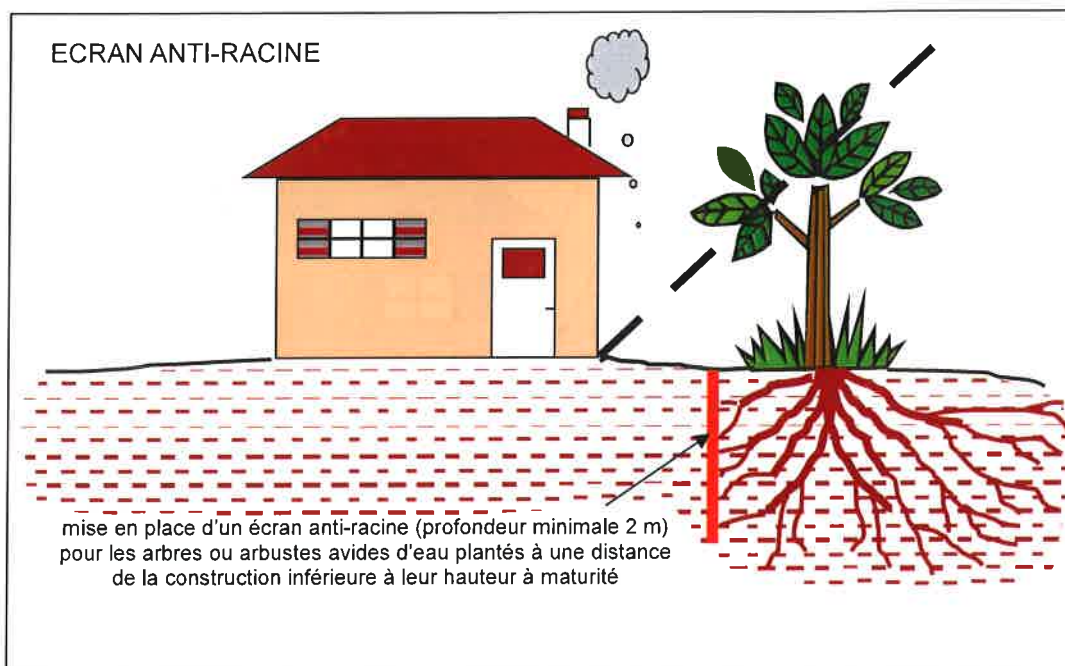 ECRAN ANTI-RACINE
mise en place d'un écran anti-racine (profondeur minimale 2 m)
pour les arbres ou arbustes avides d'eau plantés à une distance
de la construction inférieure à leur hauteur à maturité